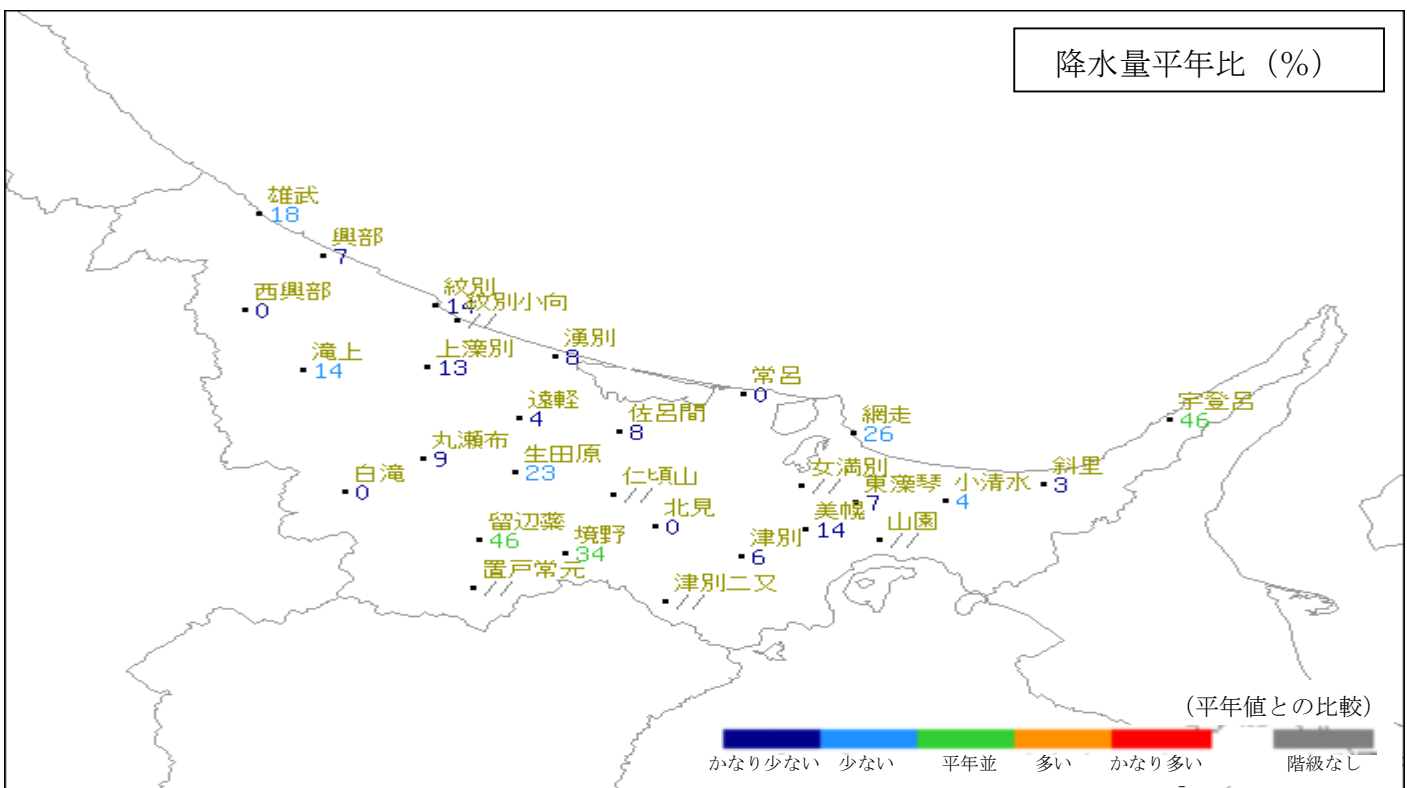 降水量平年比（%）
雄武
18
興部
7
西興部
0
紋別
14
紋別小向
//
滝上
14
上藻別
13
湧別
8
常呂
0
遠軽
4
佐呂間
8
網走
26
宇登呂
46
丸瀬布
9
生田原
23
白滝
0
仁頃山
//
女満別
//
東藻琴
7
小清水
4
斜里
3
北見
0
美幌
14
山園
//
留辺蘂
46
境野
34
津別
6
置戸常元
//
津別二又
//
（平年値との比較）
かなり少ない 少ない 平年並 多い かなり多い 階級なし